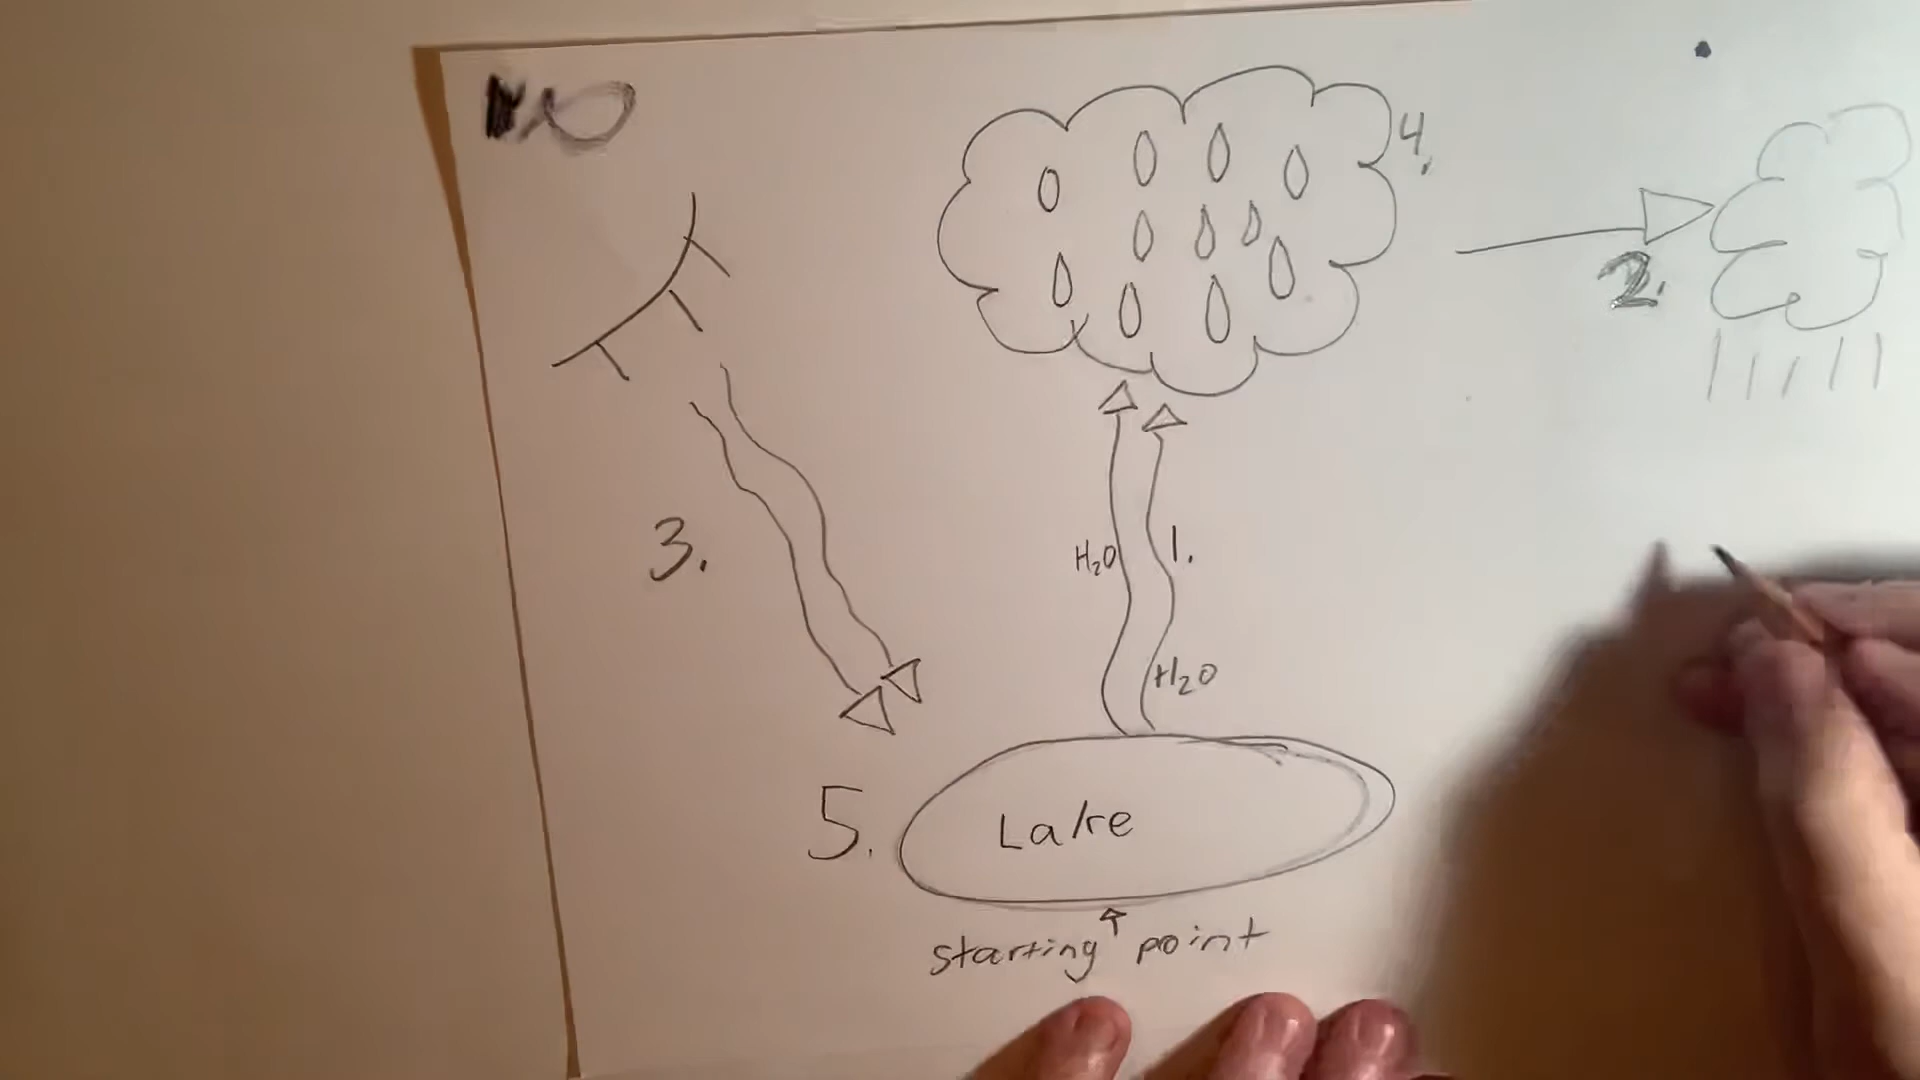 4.
2.
3.
H₂O
1.
H₂O
5.
Lake
starting point